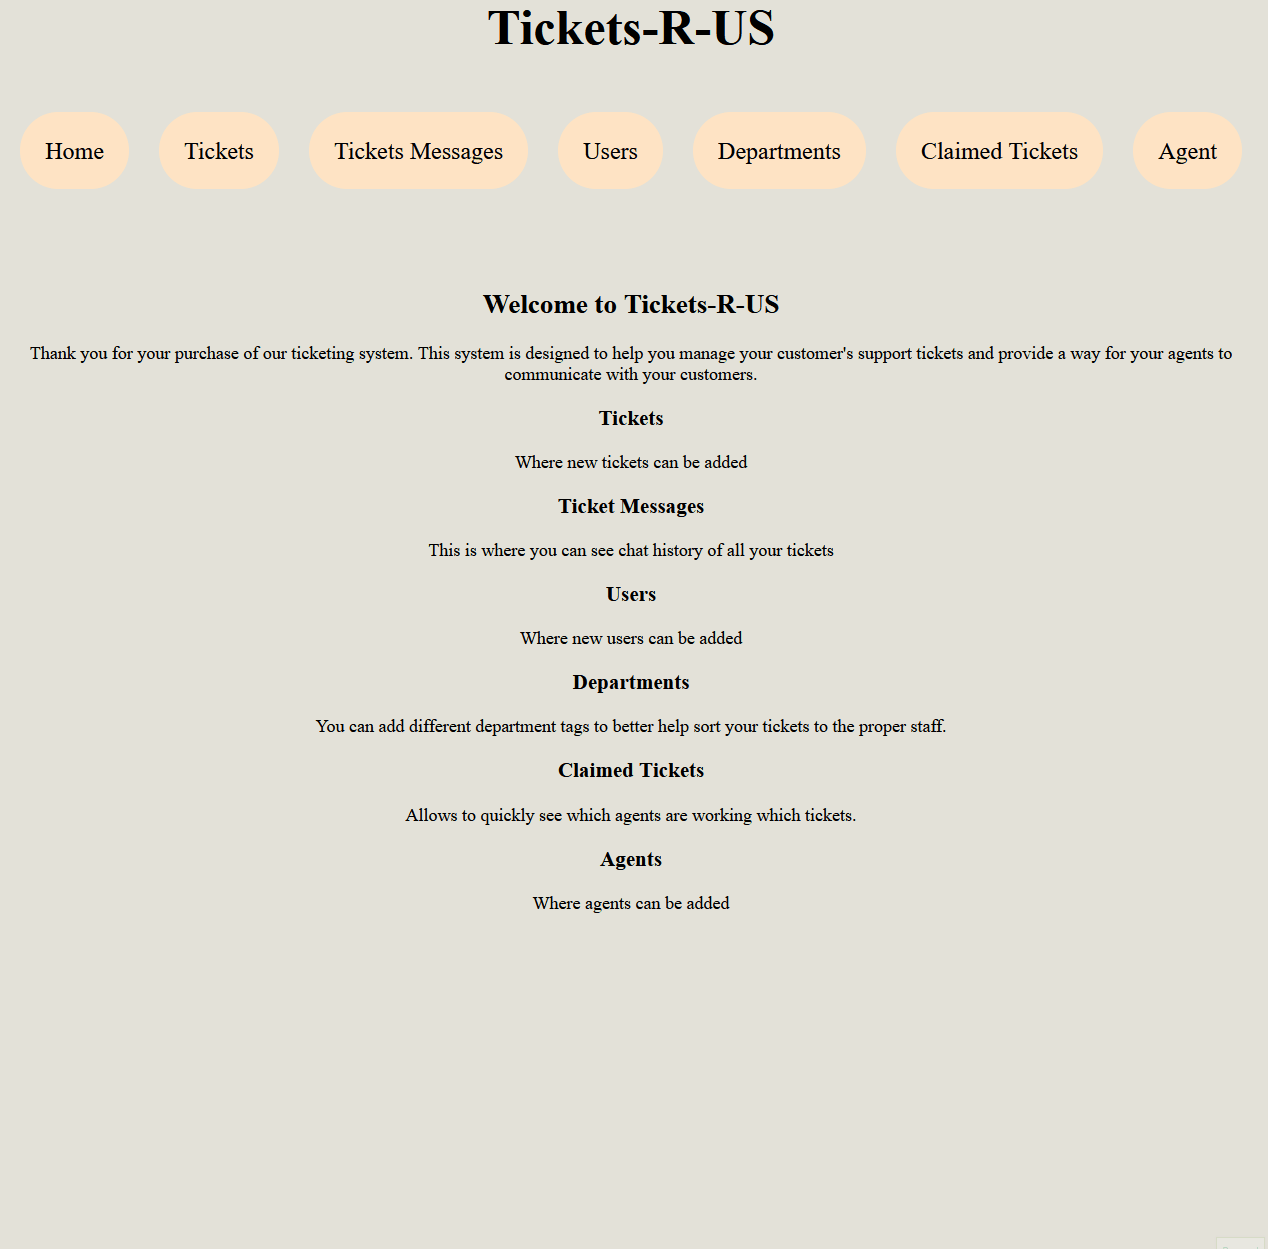 Tickets-R-US
Home
Tickets
Tickets Messages
Users
Departments
Claimed Tickets
Agent
Welcome to Tickets-R-US
Thank you for your purchase of our ticketing system. This system is designed to help you manage your customer's support tickets and provide a way for your agents to
communicate with your customers.
Tickets
Where new tickets can be added
Ticket Messages
This is where you can see chat history of all your tickets
Users
Where new users can be added
Departments
You can add different department tags to better help sort your tickets to the proper staff.
Claimed Tickets
Allows to quickly see which agents are working which tickets.
Agents
Where agents can be added